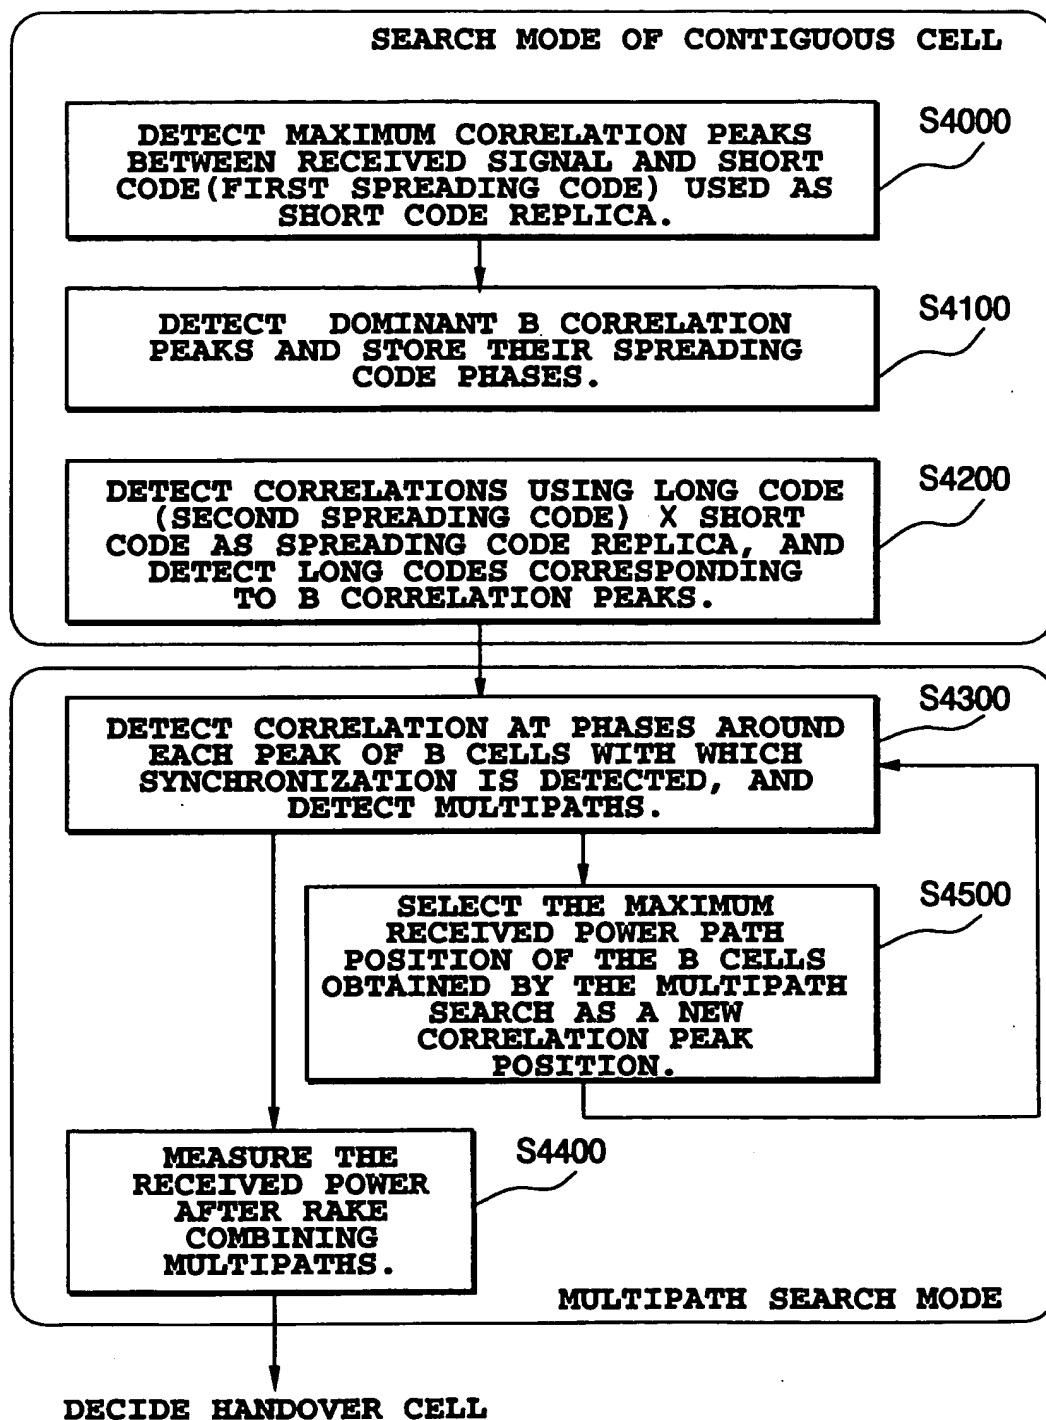 SEARCH MODE OF CONTIGUOUS CELL
S4000
DETECT MAXIMUM CORRELATION PEAKS
BETWEEN RECEIVED SIGNAL AND SHORT
CODE(FIRST SPREADING CODE) USED AS
SHORT CODE REPLICA.
S4100
DETECT DOMINANT B CORRELATION
PEAKS AND STORE THEIR SPREADING
CODE PHASES.
S4200
DETECT CORRELATIONS USING LONG CODE
(SECOND SPREADING CODE) X SHORT
CODE AS SPREADING CODE REPLICA, AND
DETECT LONG CODES CORRESPONDING
TO B CORRELATION PEAKS.
S4300
DETECT CORRELATION AT PHASES AROUND
EACH PEAK OF B CELLS WITH WHICH
SYNCHRONIZATION IS DETECTED, AND
DETECT MULTIPATHS.
S4500
SELECT THE MAXIMUM
RECEIVED POWER PATH
POSITION OF THE B CELLS
OBTAINED BY THE MULTIPATH
SEARCH AS A NEW
CORRELATION PEAK
POSITION.
S4400
MEASURE THE
RECEIVED POWER
AFTER RAKE
COMBINING
MULTIPATHS.
MULTIPATH SEARCH MODE
DECIDE HANDOVER CELL